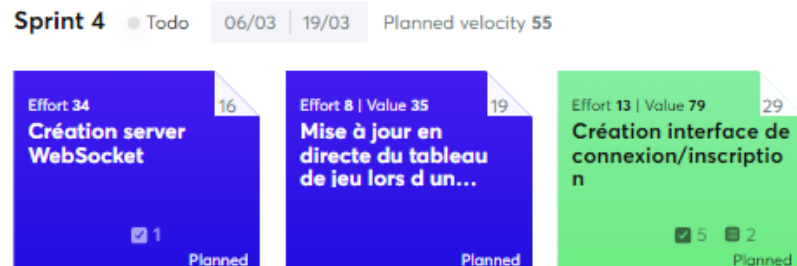 Sprint 4 Todo 06/03 19/03 Planned velocity 55
Effort 34 16
Création server
WebSocket
1
Planned
Effort 8 | Value 35 19
Mise à jour en
directe du tableau
de jeu lors d un...
Planned
Effort 13 | Value 79 29
Création interface de
connexion/inscriptio
n
5 2
Planned